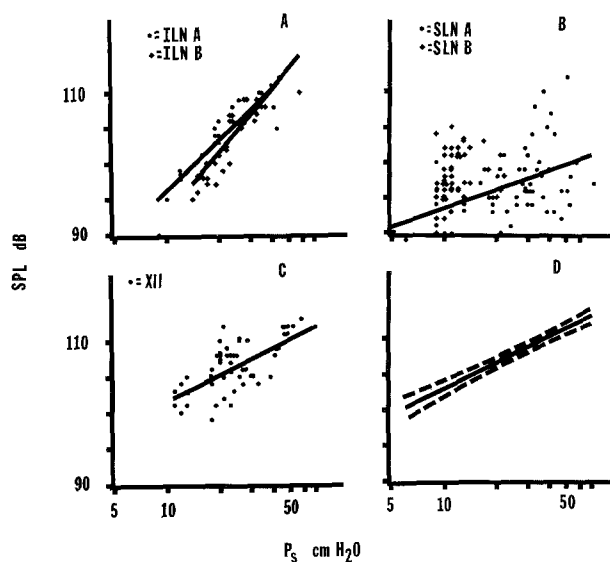 •=ILN A
+=ILN B
A
•=SLN A
+=SLN B
B
110
90
SPL dB
•=XII
C
D
110
90
5
10
50
5
10
50
Ps cm H2O